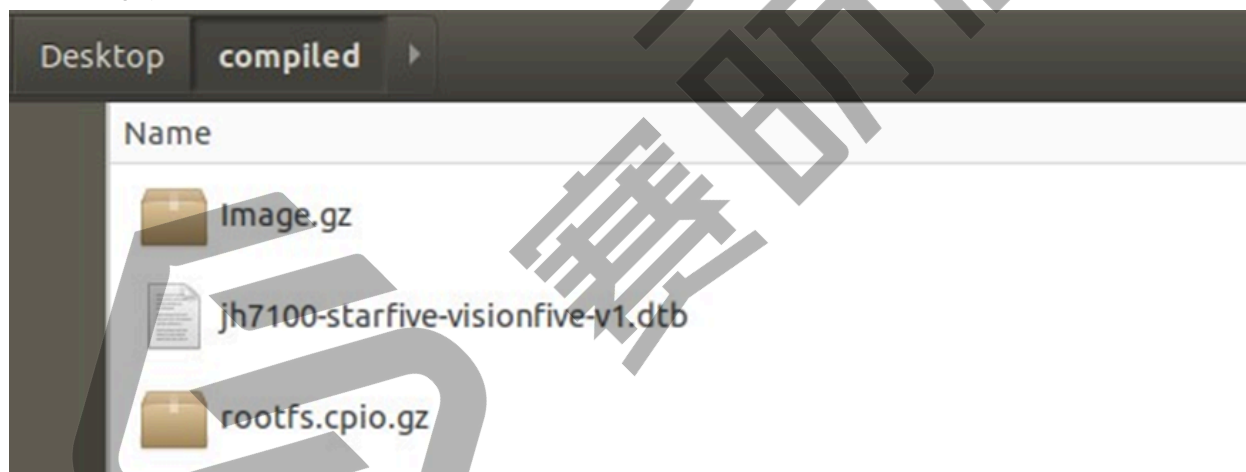 Desktop compiled
Name
Image.gz
jh7100-starfive-visionfive-v1.dtb
rootfs.cpio.gz